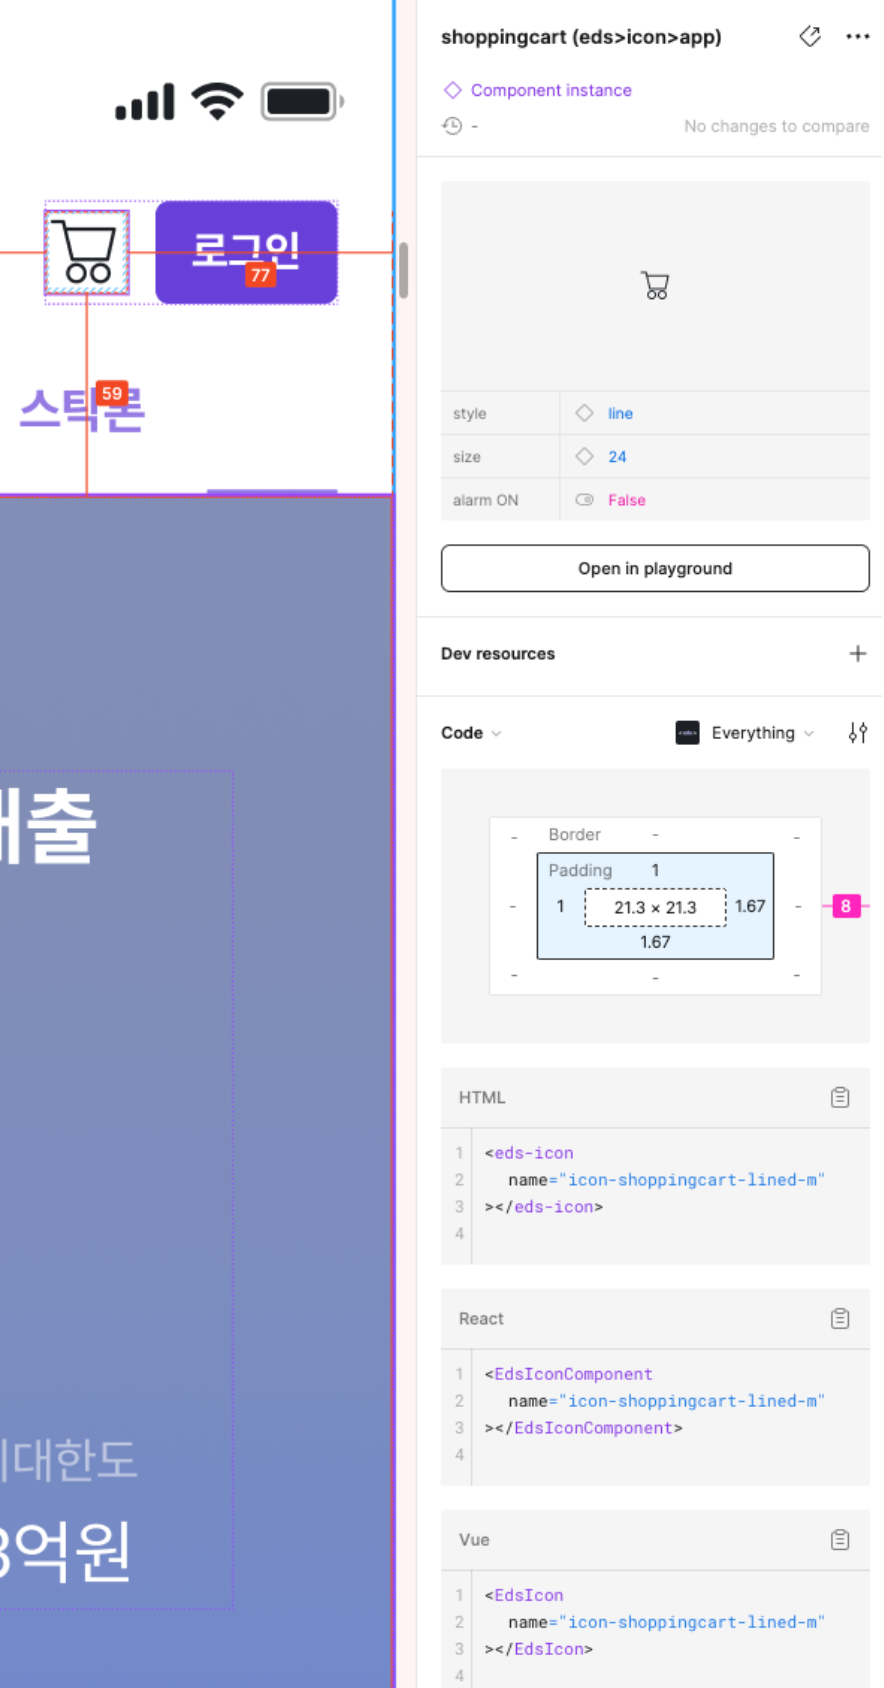 shoppingcart (eds>icon>app)
Component instance
-
No changes to compare
로그인
77
59
스탁론
style
line
size
24
alarm ON
False
Open in playground
Dev resources
Code
Everything
Border
-
Padding
1
1
21.3 × 21.3
1.67
8
1.67
HTML
1 <eds-icon
2 name="icon-shoppingcart-lined-m"
3 ></eds-icon>
4
React
1 <EdsIconComponent
2 name="icon-shoppingcart-lined-m"
3 ></EdsIconComponent>
4
Vue
1 <EdsIcon
2 name="icon-shoppingcart-lined-m"
3 ></EdsIcon>
4
출
대한도
억원